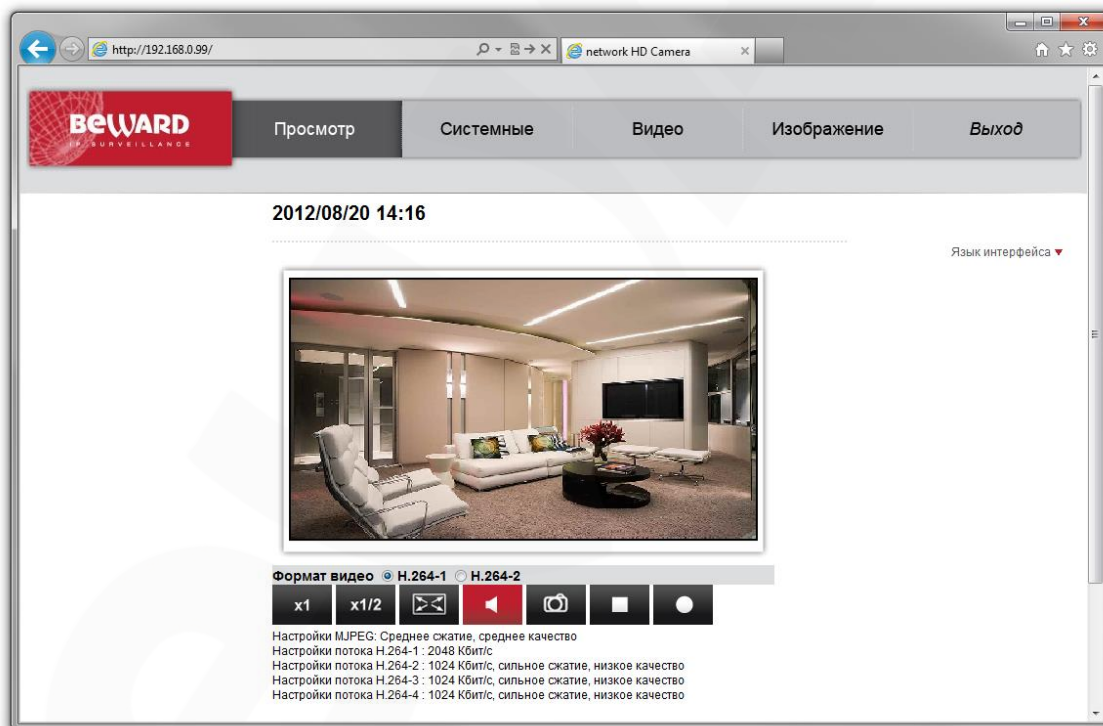 http://192.168.0.99/
network HD Camera
BEWARD
IP SURVEILLANCE
Просмотр
Системные
Видео
Изображение
Выход
2012/08/20 14:16
Язык интерфейса
Формат видео H.264-1 H.264-2
x1 x1/2
Настройки MJPEG: Среднее сжатие, среднее качество
Настройки потока H.264-1 : 2048 Кбит/с
Настройки потока H.264-2 : 1024 Кбит/с, сильное сжатие, низкое качество
Настройки потока H.264-3 : 1024 Кбит/с, сильное сжатие, низкое качество
Настройки потока H.264-4 : 1024 Кбит/с, сильное сжатие, низкое качество